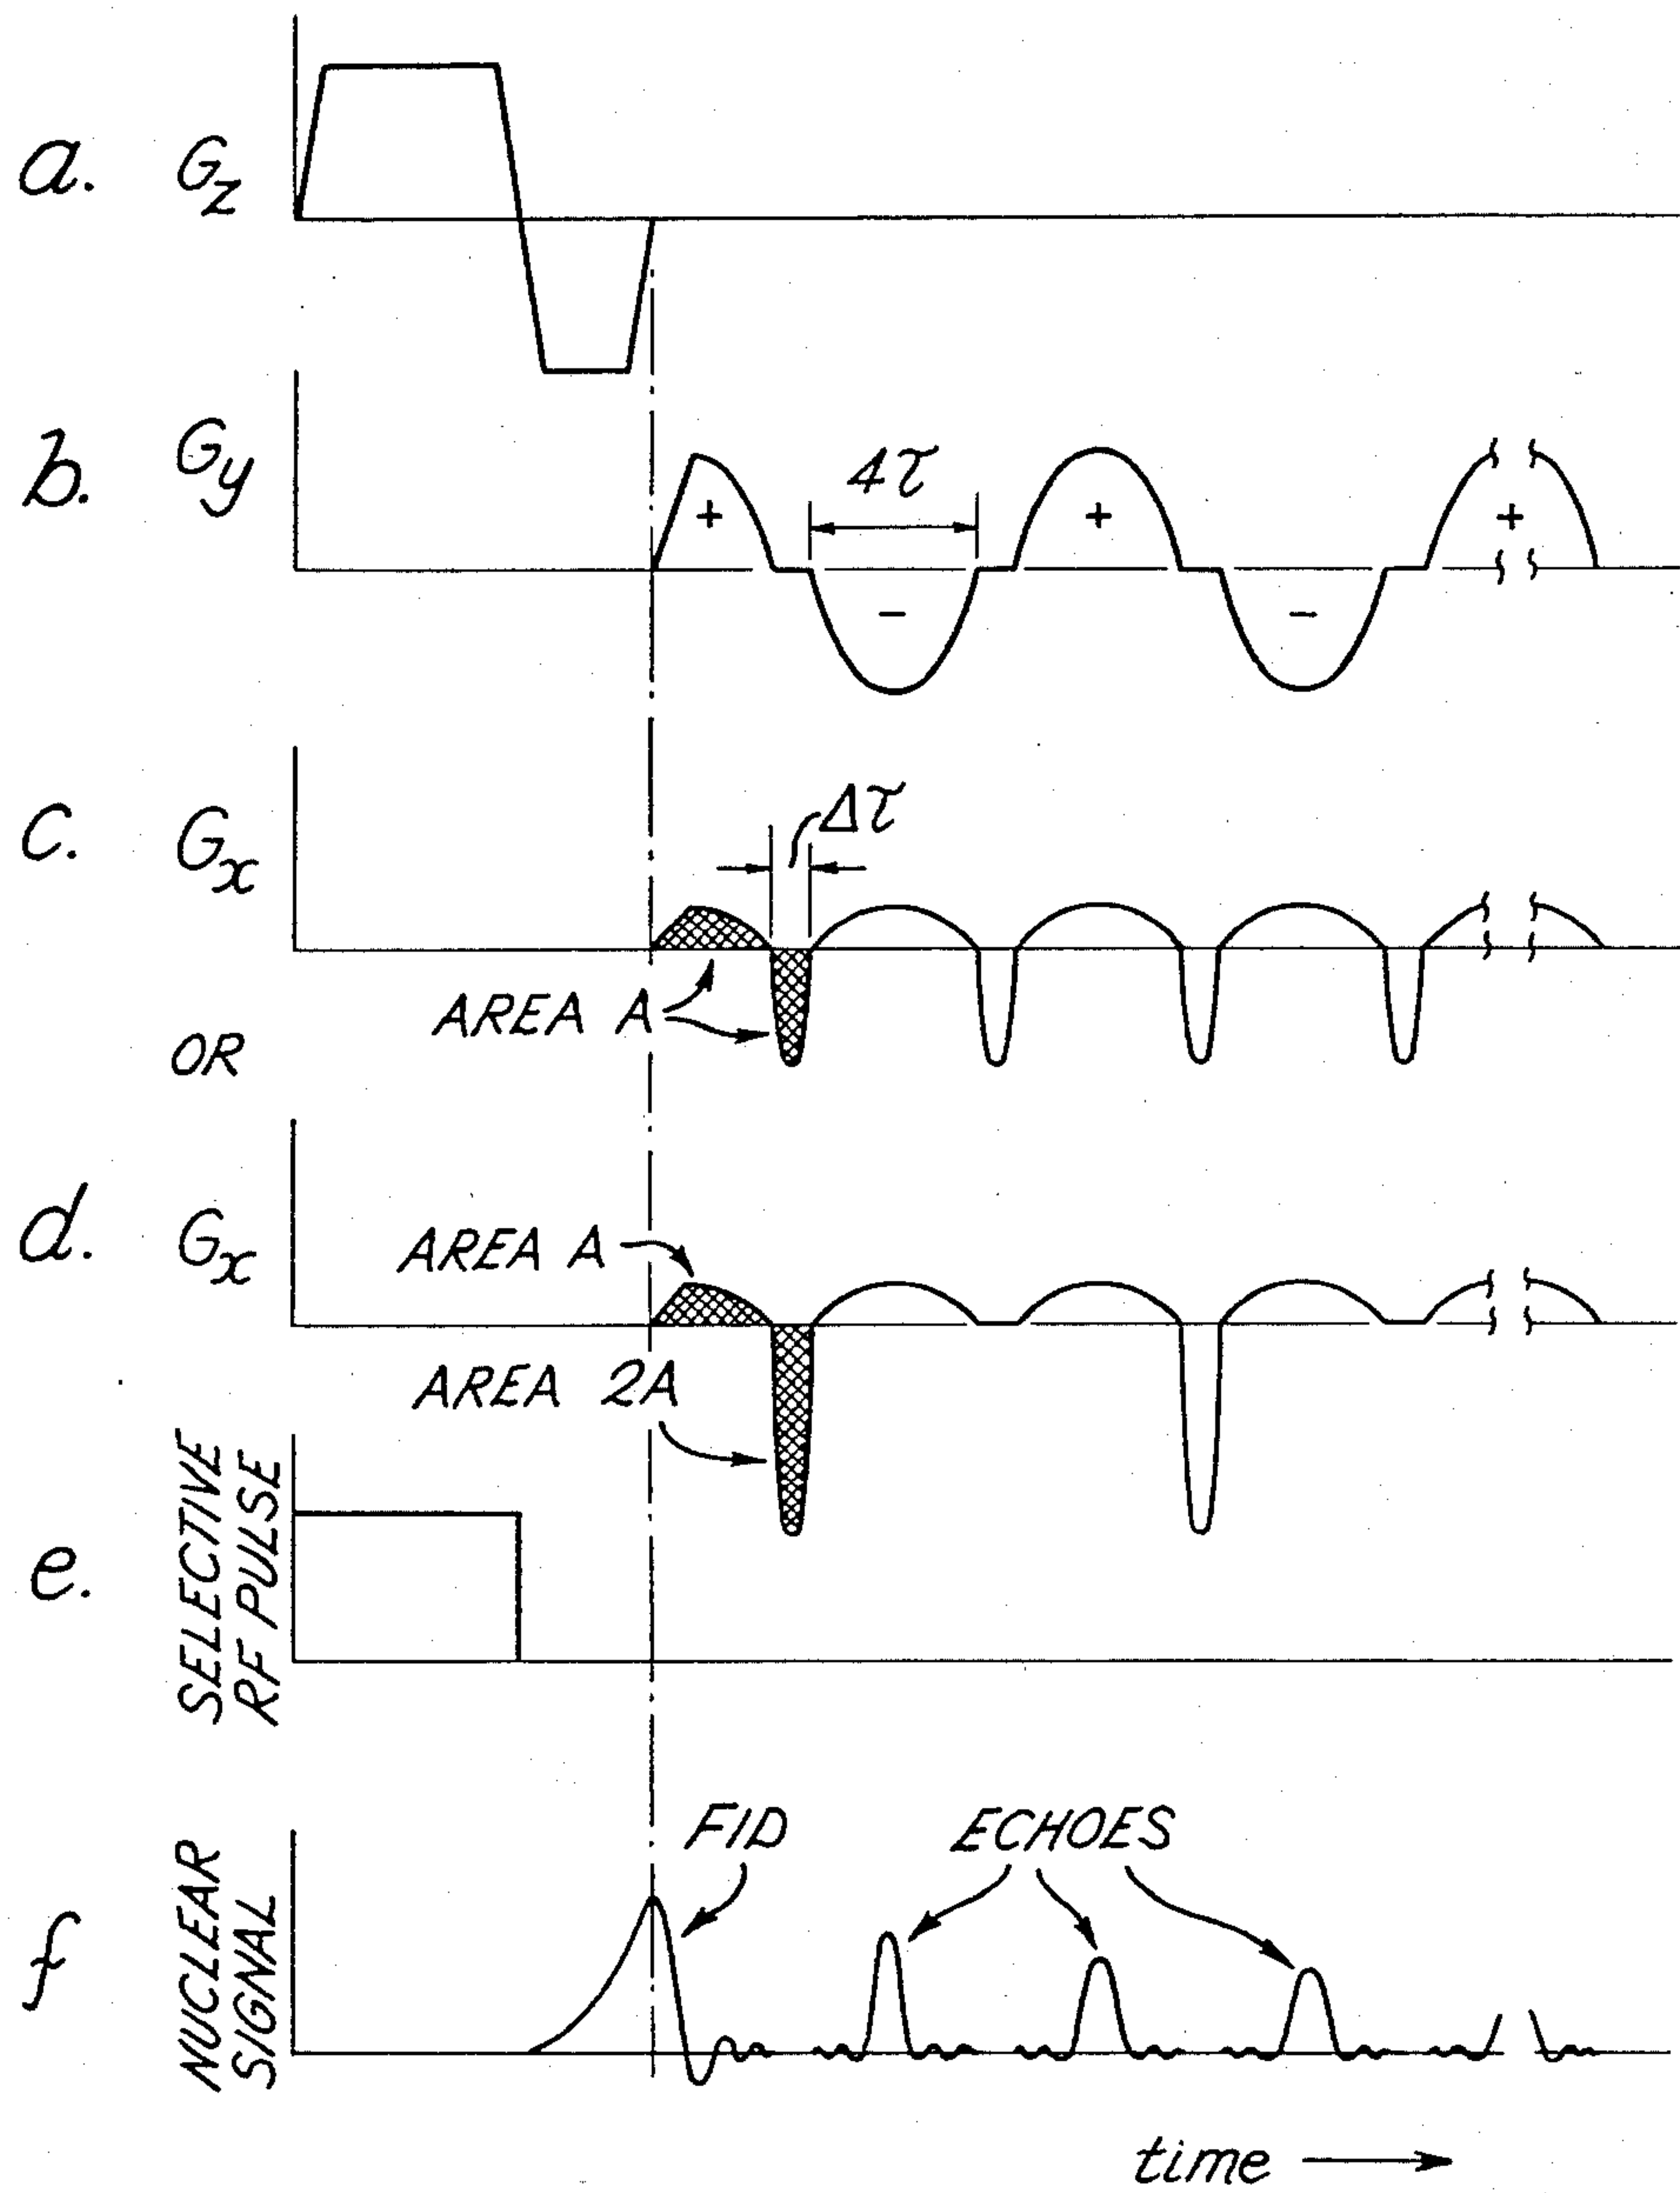 a. Gz
b. Gy
+
4τ
+
+
−
−
c. Gx
Δτ
AREA A
OR
d. Gx
AREA A
AREA 2A
e. SELECTIVE
RF PULSE
f NUCLEAR
SIGNAL
FID
ECHOES
time